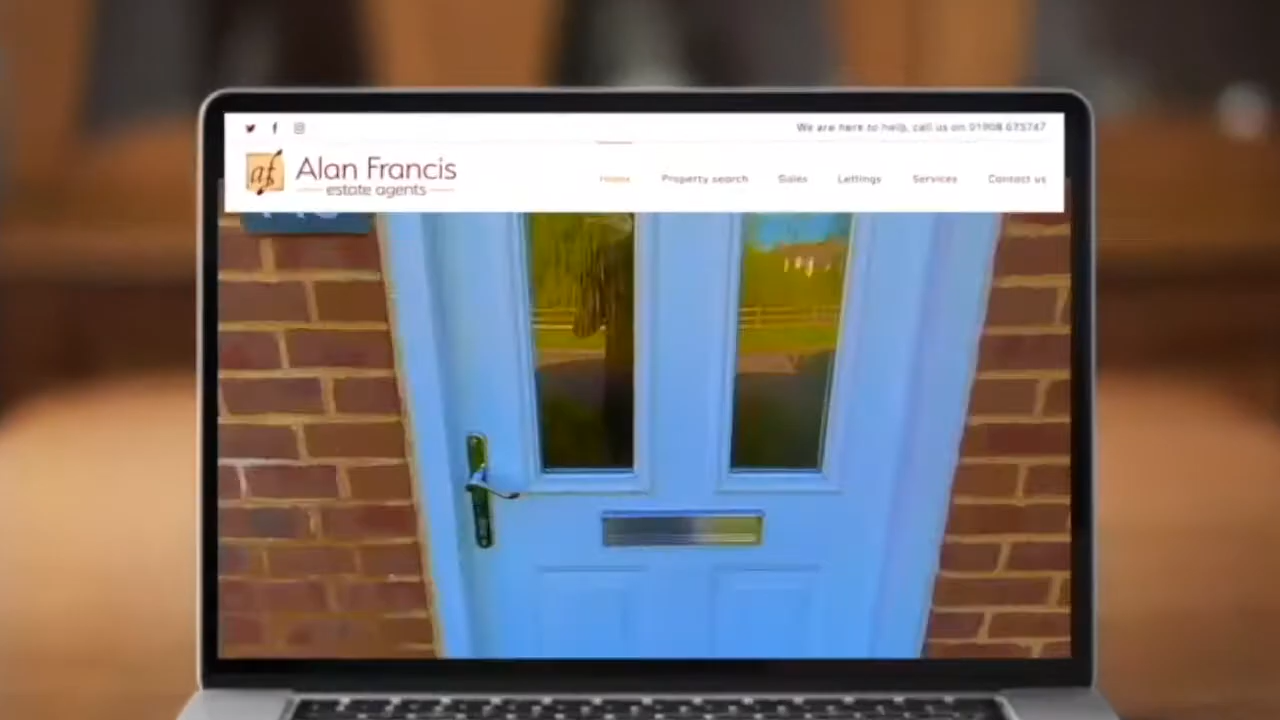 We are here to help, call us on 01908 675747
af
Alan Francis
estate agents
Home
Property search
Sales
Lettings
Services
Contact us